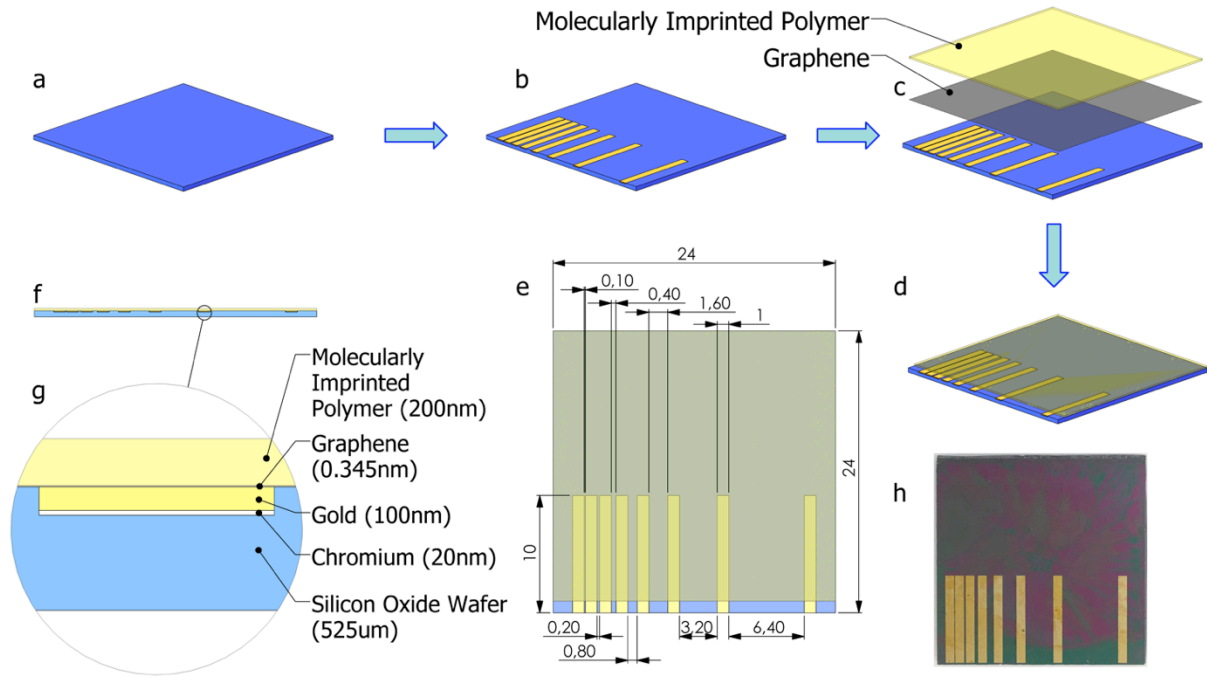 Molecularly Imprinted Polymer
Graphene
a
b
c
d
e
24
0,10
0,40
1,60
1
24
10
0,20
0,80
3,20
6,40
f
g
Molecularly
Imprinted
Polymer (200nm)
Graphene
(0.345nm)
Gold (100nm)
Chromium (20nm)
Silicon Oxide Wafer
(525um)
h